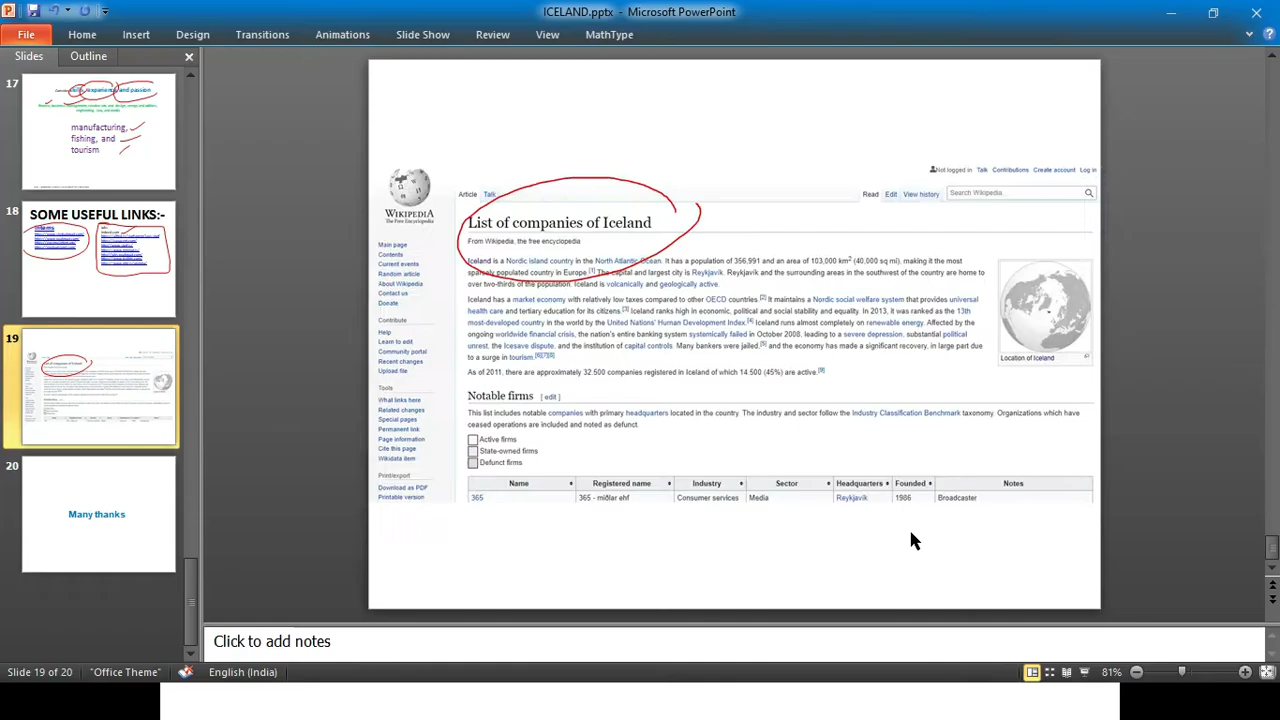 ICELAND.pptx - Microsoft PowerPoint
File Home Insert Design Transitions Animations Slide Show Review View MathType
Slides Outline
17
skills, experience, and passion
manufacturing,
fishing, and
tourism
18
SOME USEFUL LINKS:-
19
20
Many thanks
Not logged in Talk Contributions Create account Log in
Article Talk Read Edit View history Search Wikipedia
WIKIPEDIA
The Free Encyclopedia
Main page
Contents
Current events
Random article
About Wikipedia
Contact us
Donate
Contribute
Help
Learn to edit
Community portal
Recent changes
Upload file
Tools
What links here
Related changes
Special pages
Permanent link
Page information
Cite this page
Wikidata item
Print/export
Download as PDF
Printable version
List of companies of Iceland
From Wikipedia, the free encyclopedia
Iceland is a Nordic island country in the North Atlantic Ocean. It has a population of 356,991 and an area of 103,000 km² (40,000 sq mi), making it the most
sparsely populated country in Europe.[1] The capital and largest city is Reykjavík. Reykjavík and the surrounding areas in the southwest of the country are home to
over two-thirds of the population. Iceland is volcanically and geologically active.
Iceland has a market economy with relatively low taxes compared to other OECD countries.[2] It maintains a Nordic social welfare system that provides universal
health care and tertiary education for its citizens.[3] Iceland ranks high in economic, political and social stability and equality. In 2013, it was ranked as the 13th
most-developed country in the world by the United Nations' Human Development Index.[4] Iceland runs almost completely on renewable energy. Affected by the
ongoing worldwide financial crisis, the nation's entire banking system systemically failed in October 2008, leading to a severe depression, substantial political
unrest, the Icesave dispute, and the institution of capital controls. Many bankers were jailed,[5] and the economy has made a significant recovery, in large part due
to a surge in tourism.[6][7][8]
As of 2011, there are approximately 32.500 companies registered in Iceland of which 14.500 (45%) are active.[9]
Location of Iceland
Notable firms [ edit ]
This list includes notable companies with primary headquarters located in the country. The industry and sector follow the Industry Classification Benchmark taxonomy. Organizations which have
ceased operations are included and noted as defunct.
Active firms
State-owned firms
Defunct firms
Name Registered name Industry Sector Headquarters Founded Notes
365 365 - miðlar ehf Consumer services Media Reykjavík 1986 Broadcaster
Click to add notes
Slide 19 of 20 "Office Theme" English (India) 81%